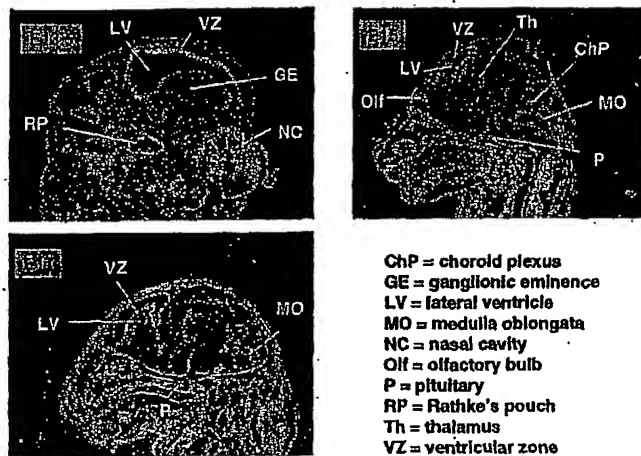 LV VZ
GE
RP
NC
Th
VZ
ChP
LV
Olf
MO
P
VZ
LV
MO
ChP = choroid plexus
GE = ganglionic eminence
LV = lateral ventricle
MO = medulla oblongata
NC = nasal cavity
Olf = olfactory bulb
P = pituitary
RP = Rathke's pouch
Th = thalamus
VZ = ventricular zone